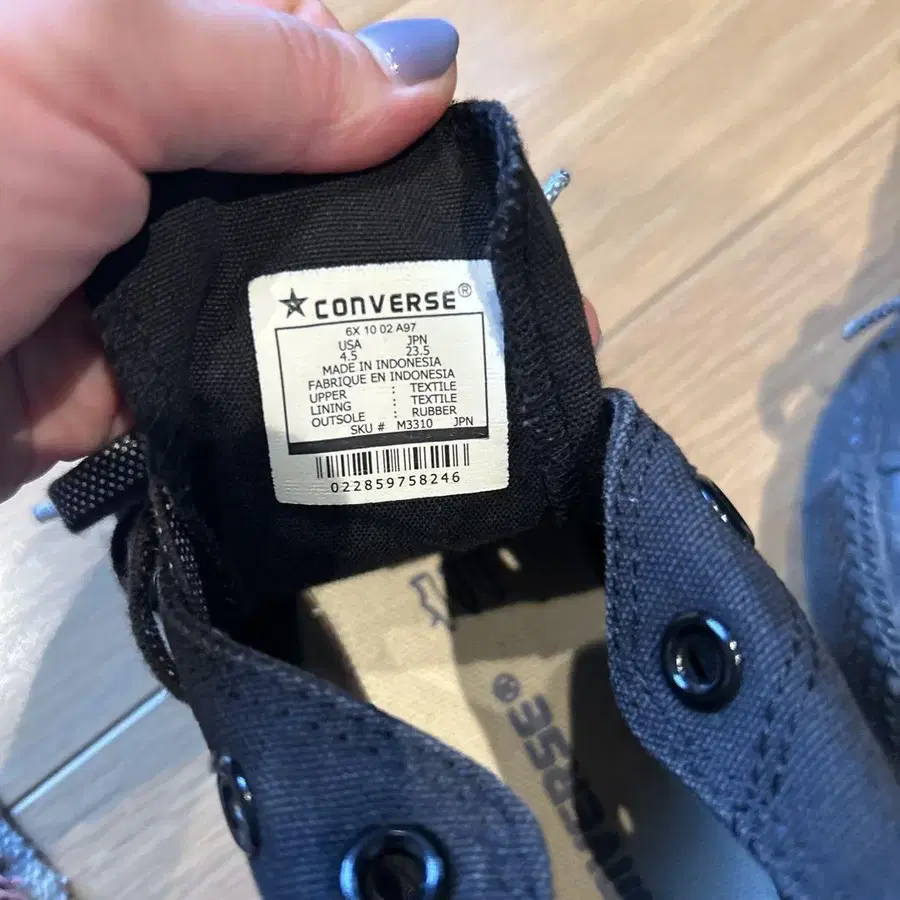 CONVERSE®
6X 10 02 A97
USA JPN
4.5 23.5
MADE IN INDONESIA
FABRIQUE EN INDONESIA
UPPER : TEXTILE
LINING : TEXTILE
OUTSOLE : RUBBER
SKU # M3310 JPN
022859758246